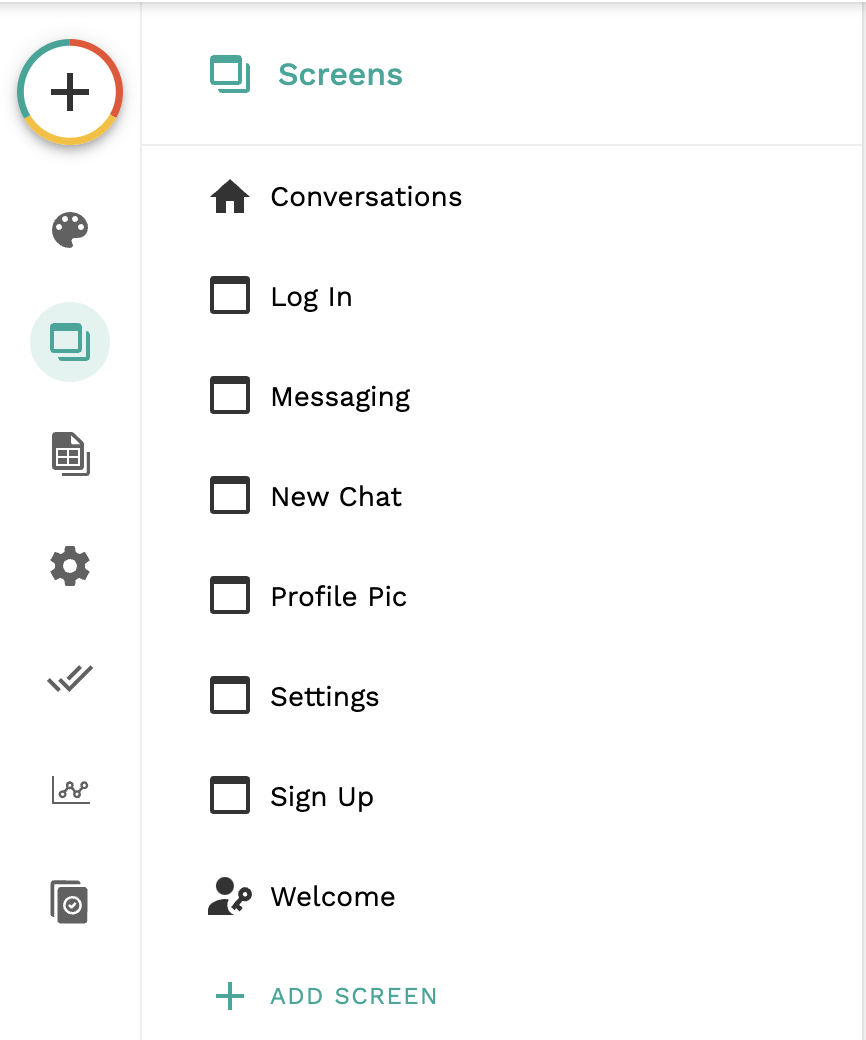 Screens
Conversations
Log In
Messaging
New Chat
Profile Pic
Settings
Sign Up
Welcome
ADD SCREEN